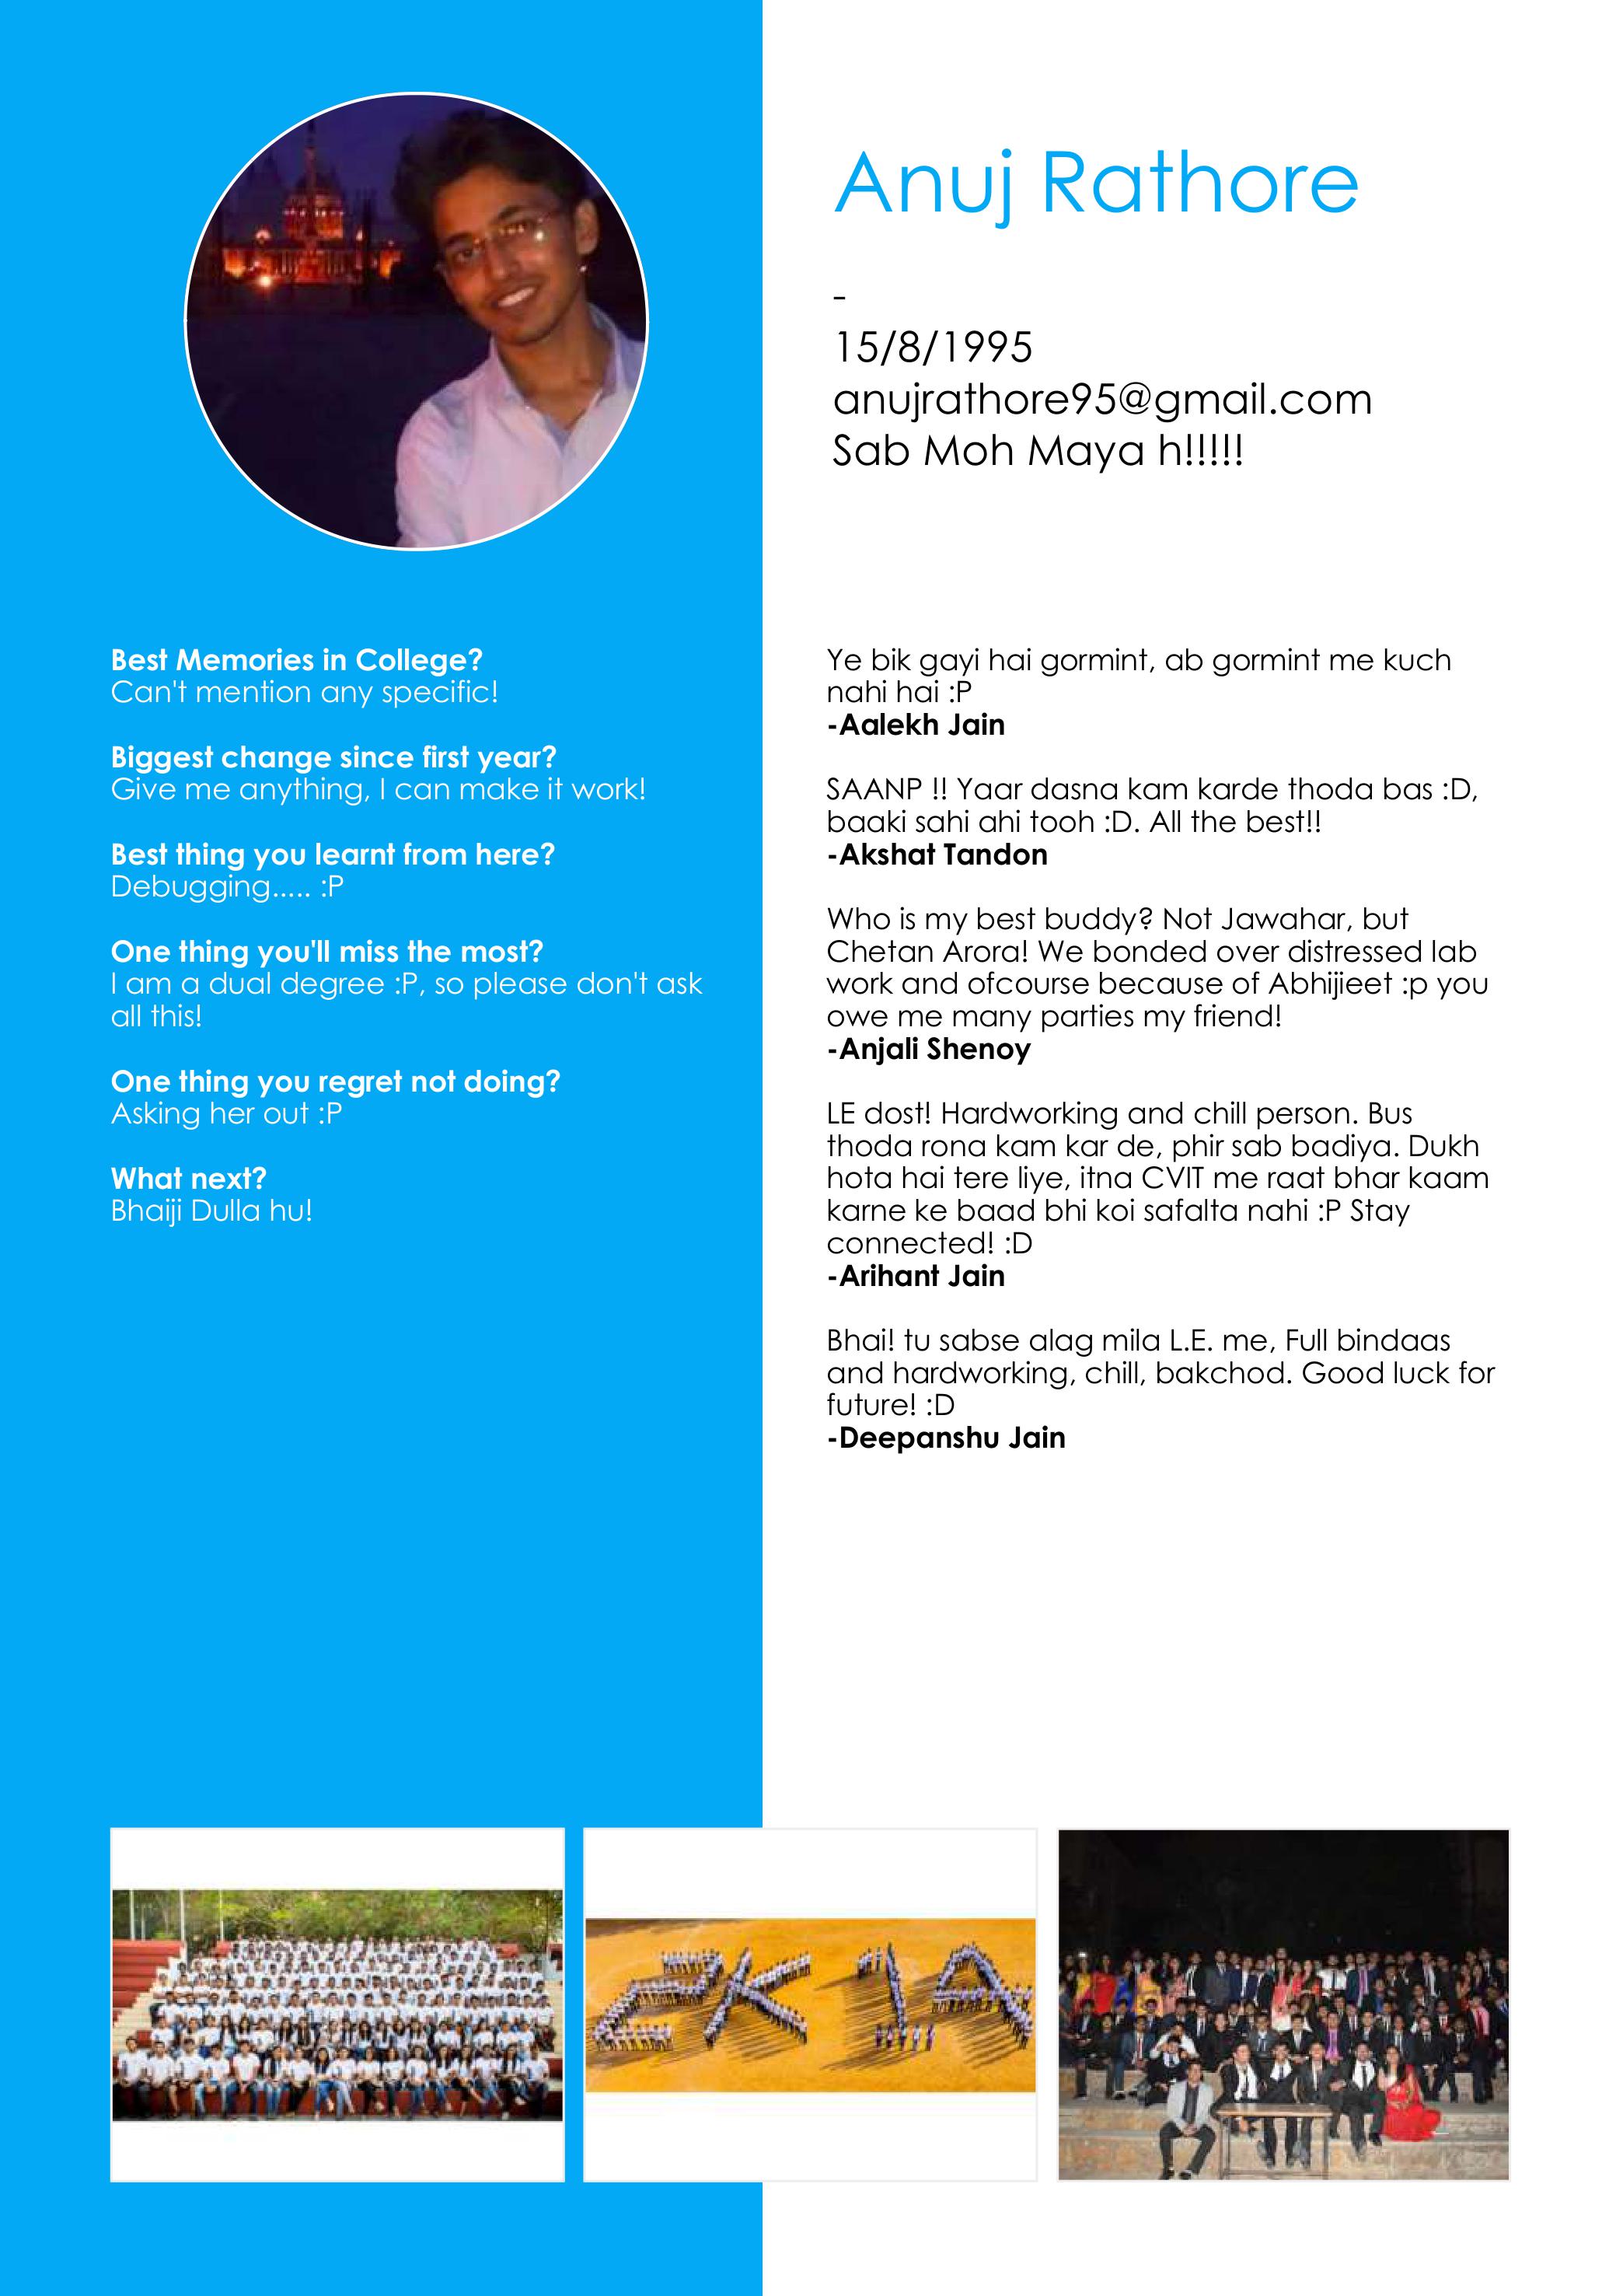 Anuj Rathore
-
15/8/1995
anujrathore95@gmail.com
Sab Moh Maya h!!!!!
Best Memories in College?
Can't mention any specific!
Biggest change since first year?
Give me anything, I can make it work!
Best thing you learnt from here?
Debugging..... :P
One thing you'll miss the most?
I am a dual degree :P, so please don't ask
all this!
One thing you regret not doing?
Asking her out :P
What next?
Bhaiji Dulla hu!
Ye bik gayi hai gormint, ab gormint me kuch
nahi hai :P
-Aalekh Jain
SAANP !! Yaar dasna kam karde thoda bas :D,
baaki sahi ahi tooh :D. All the best!!
-Akshat Tandon
Who is my best buddy? Not Jawahar, but
Chetan Arora! We bonded over distressed lab
work and ofcourse because of Abhijieet :p you
owe me many parties my friend!
-Anjali Shenoy
LE dost! Hardworking and chill person. Bus
thoda rona kam kar de, phir sab badiya. Dukh
hota hai tere liye, itna CVIT me raat bhar kaam
karne ke baad bhi koi safalta nahi :P Stay
connected! :D
-Arihant Jain
Bhai! tu sabse alag mila L.E. me, Full bindaas
and hardworking, chill, bakchod. Good luck for
future! :D
-Deepanshu Jain